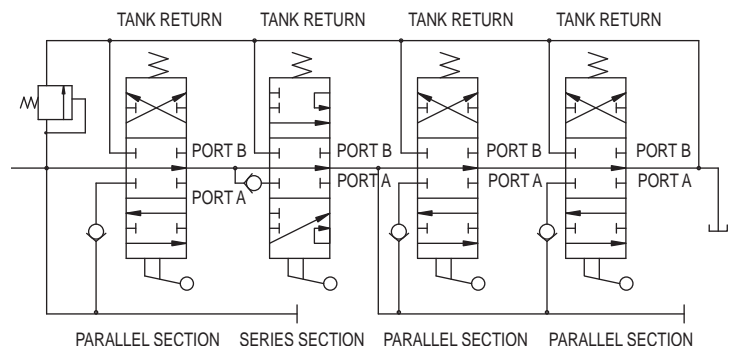 TANK RETURN TANK RETURN TANK RETURN TANK RETURN
PORT B PORT B PORT B PORT B
PORT A PORT A PORT A PORT A
PARALLEL SECTION SERIES SECTION PARALLEL SECTION PARALLEL SECTION